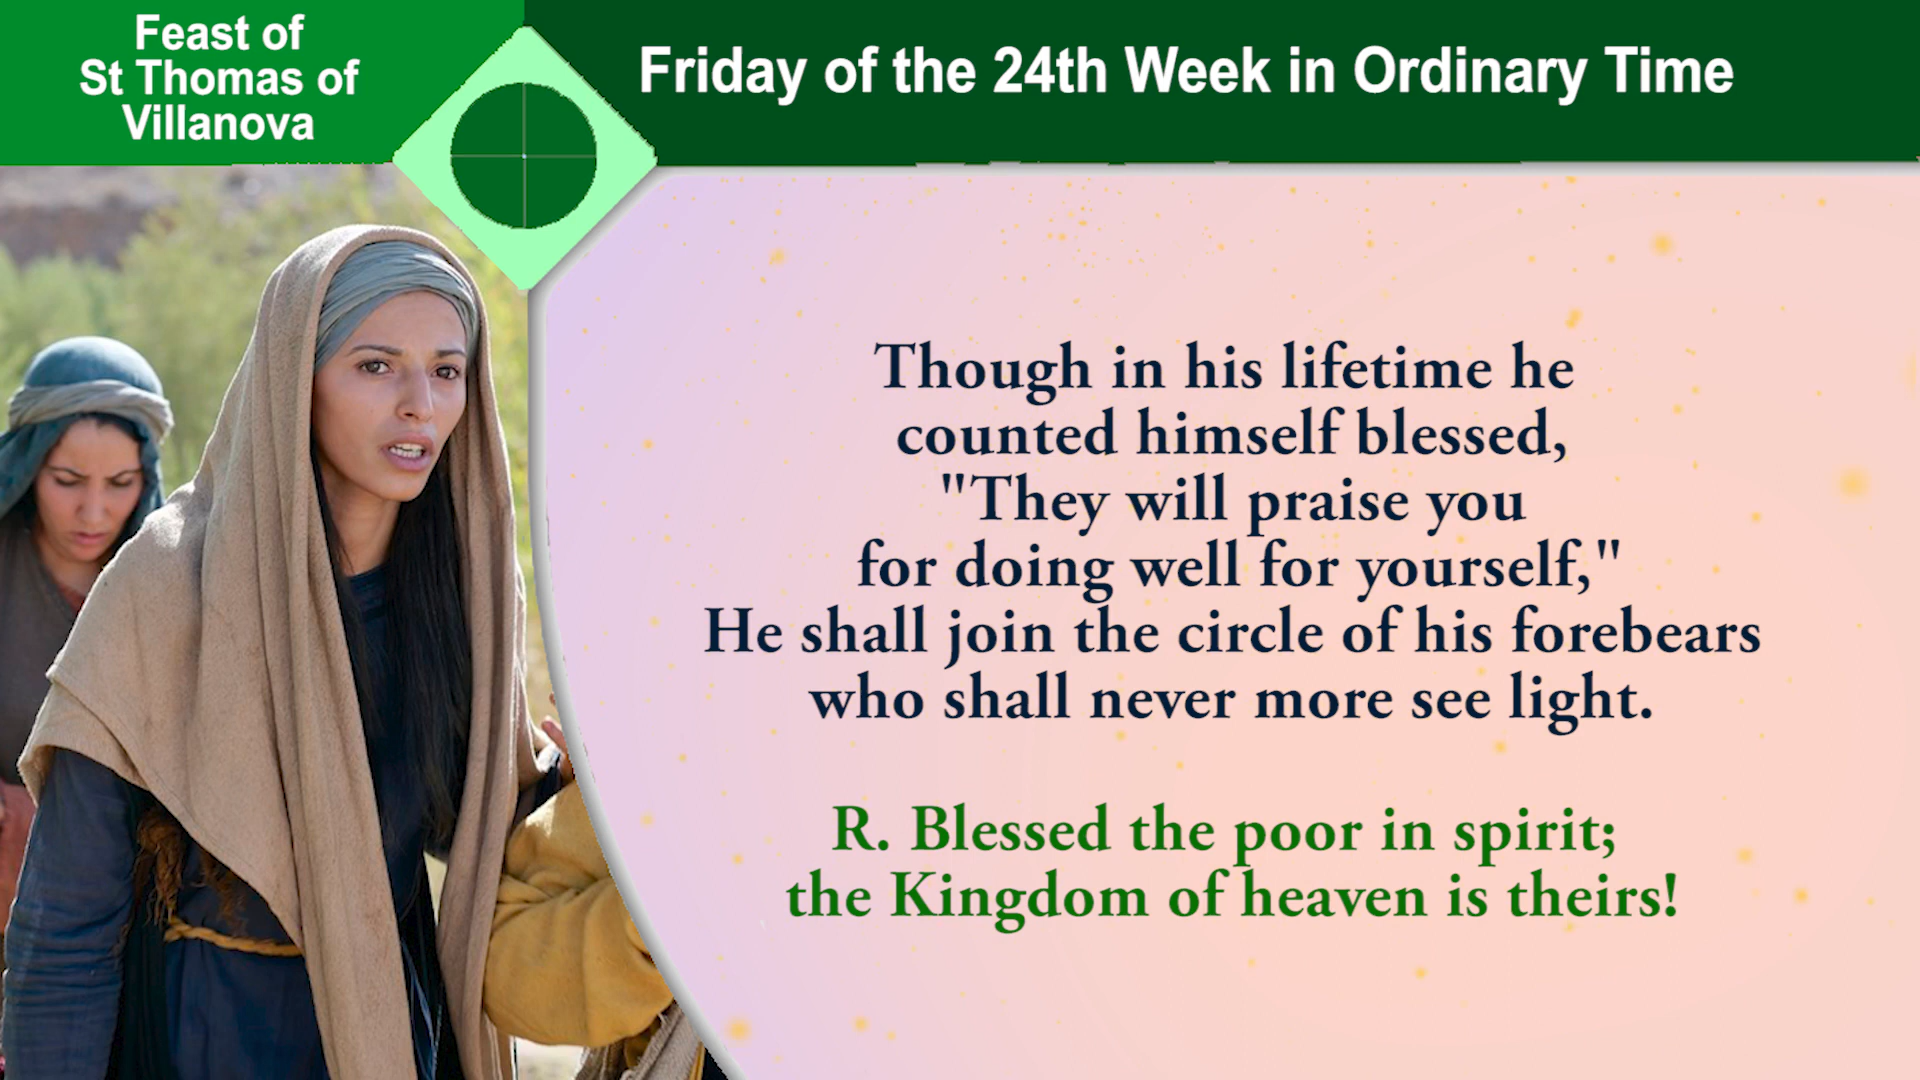 Feast of
St Thomas of
Villanova
Friday of the 24th Week in Ordinary Time
Though in his lifetime he
counted himself blessed,
"They will praise you
for doing well for yourself,"
He shall join the circle of his forebears
who shall never more see light.
R. Blessed the poor in spirit;
the Kingdom of heaven is theirs!